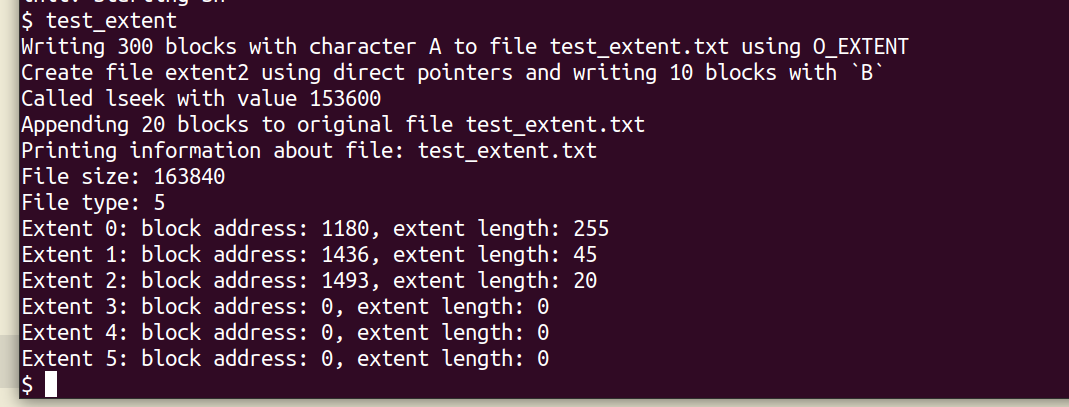 $ test_extent
Writing 300 blocks with character A to file test_extent.txt using O_EXTENT
Create file extent2 using direct pointers and writing 10 blocks with `B`
Called lseek with value 153600
Appending 20 blocks to original file test_extent.txt
Printing information about file: test_extent.txt
File size: 163840
File type: 5
Extent 0: block address: 1180, extent length: 255
Extent 1: block address: 1436, extent length: 45
Extent 2: block address: 1493, extent length: 20
Extent 3: block address: 0, extent length: 0
Extent 4: block address: 0, extent length: 0
Extent 5: block address: 0, extent length: 0
$